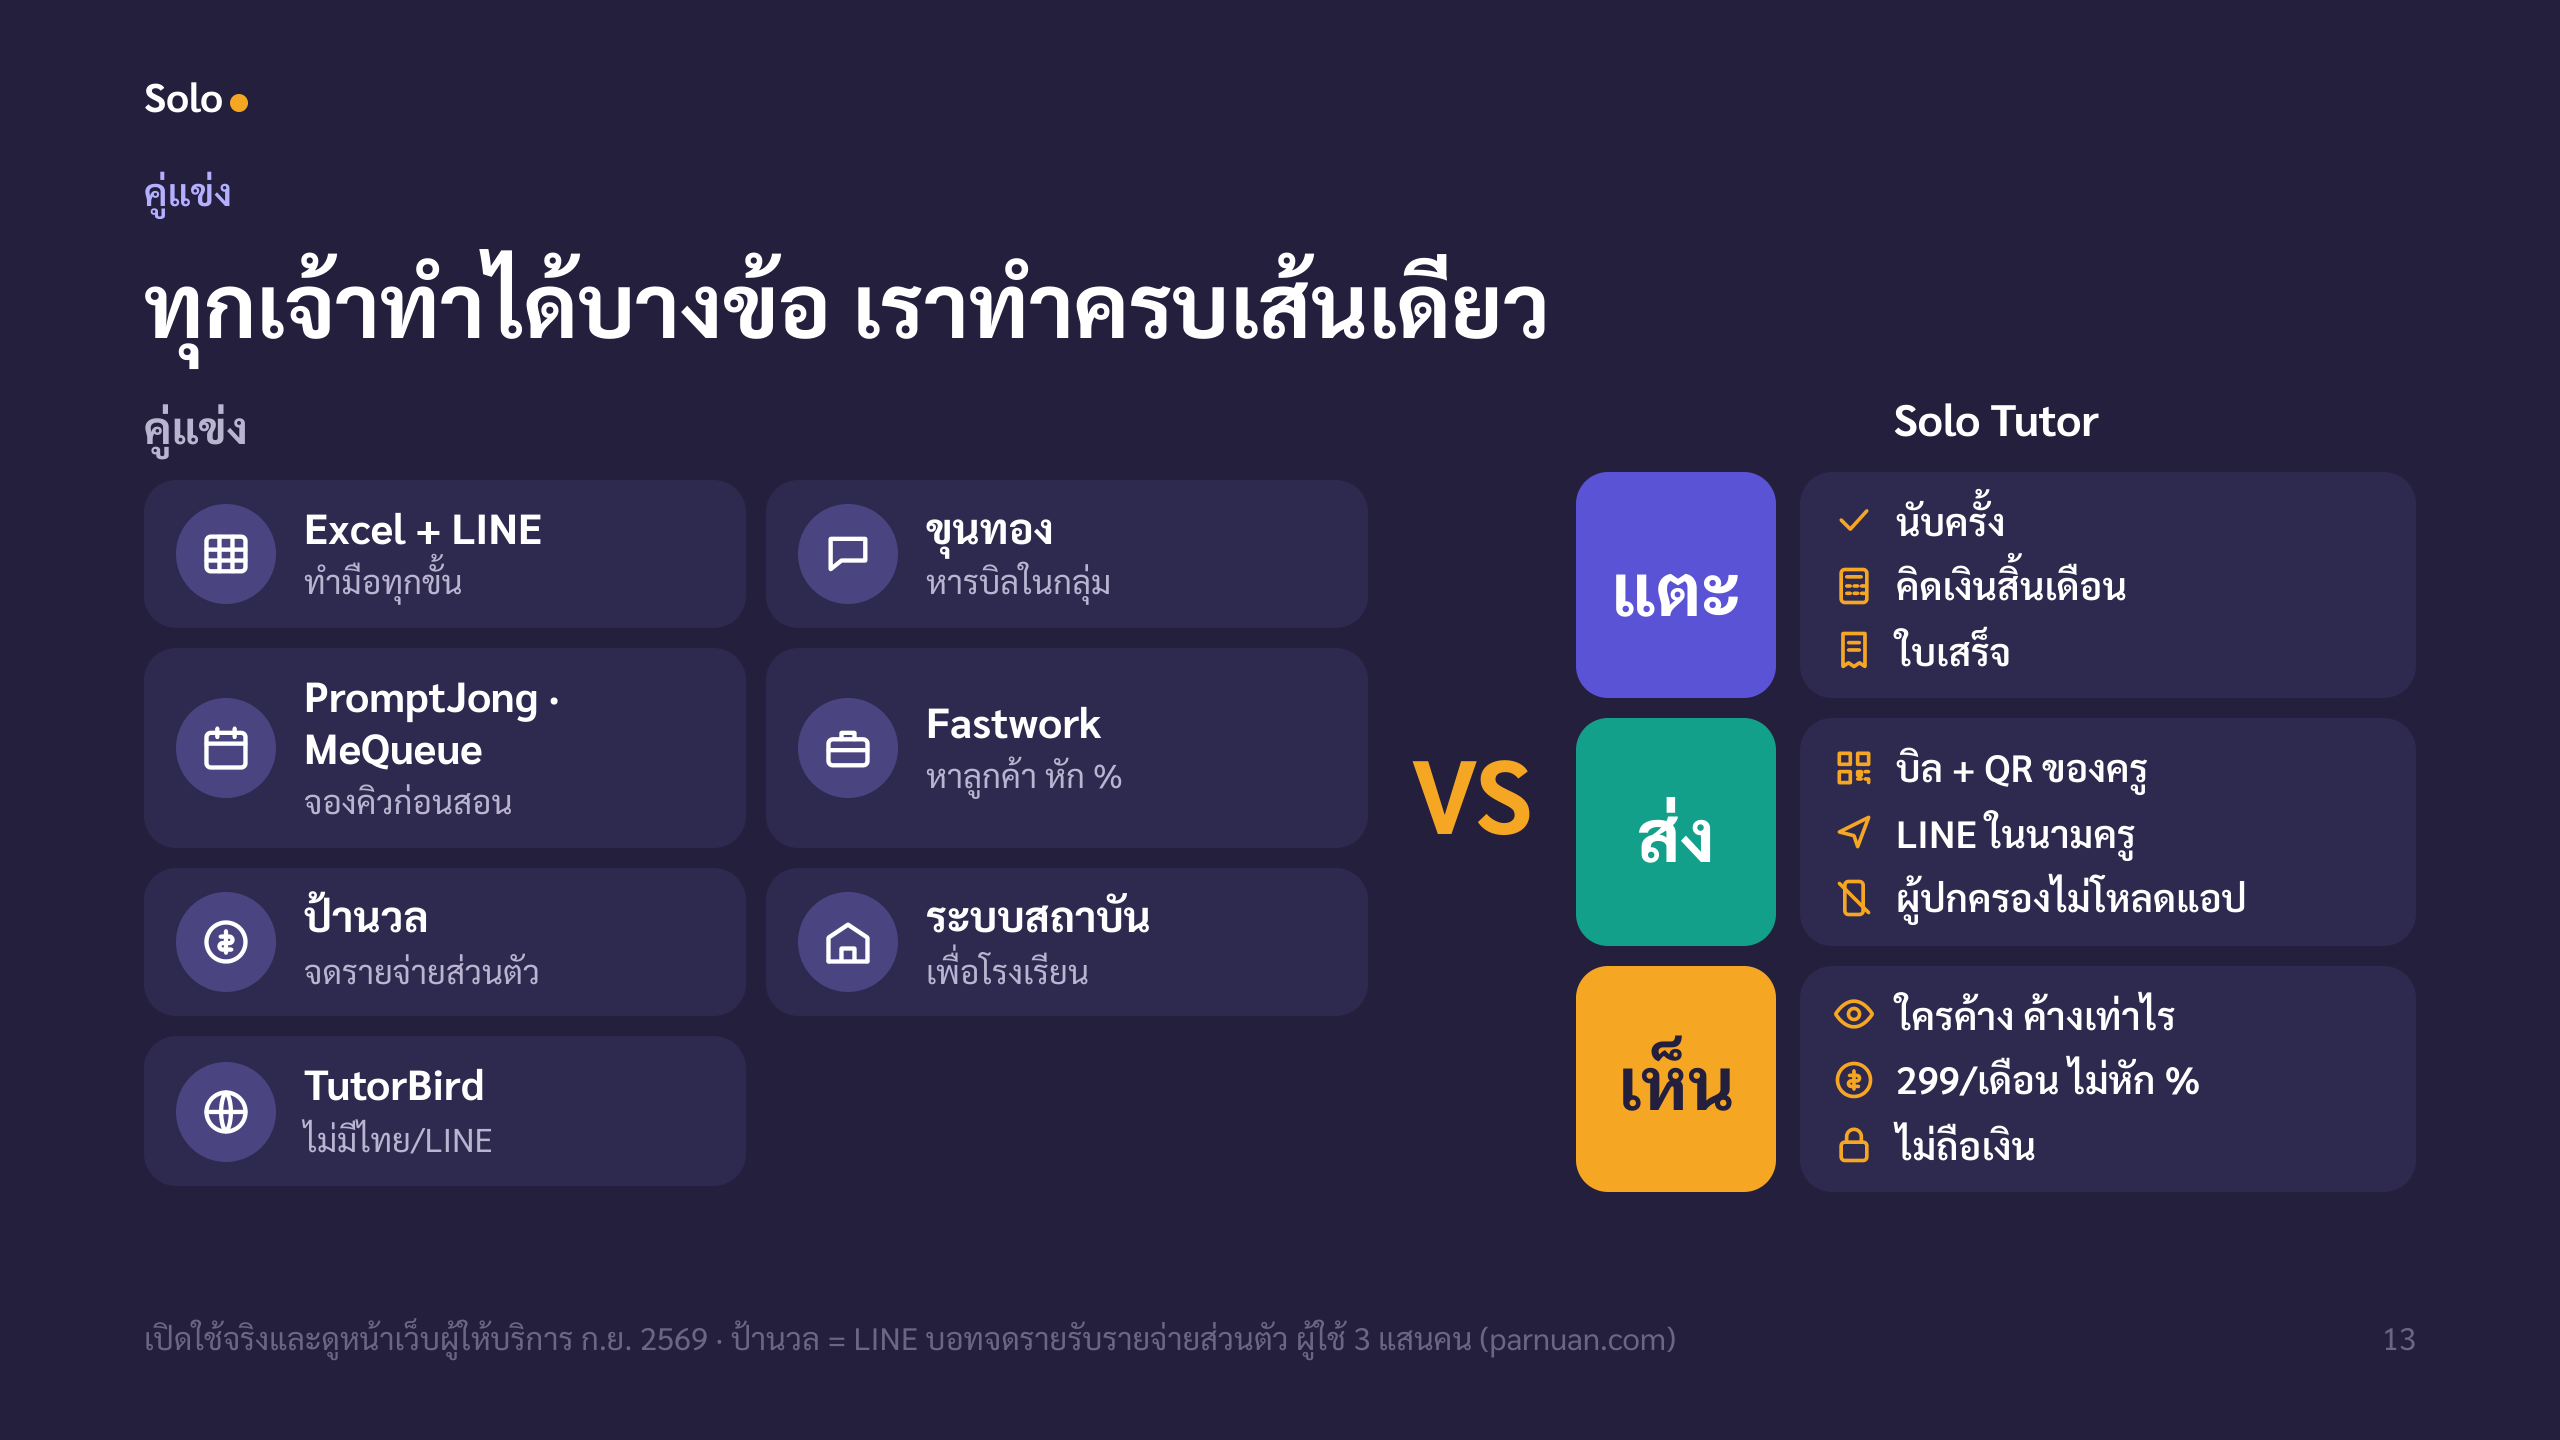 Solo
คู่แข่ง
ทุกเจ้าทำได้บางข้อ เราทำครบเส้นเดียว
คู่แข่ง
Excel + LINE
ทำมือทุกขั้น
ขุนทอง
หารบิลในกลุ่ม
PromptJong ·
MeQueue
จองคิวก่อนสอน
Fastwork
หาลูกค้า หัก %
ป้านวล
จดรายจ่ายส่วนตัว
ระบบสถาบัน
เพื่อโรงเรียน
TutorBird
ไม่มีไทย/LINE
VS
Solo Tutor
แตะ
นับครั้ง
คิดเงินสิ้นเดือน
ใบเสร็จ
ส่ง
บิล + QR ของครู
LINE ในนามครู
ผู้ปกครองไม่โหลดแอป
เห็น
ใครค้าง ค้างเท่าไร
299/เดือน ไม่หัก %
ไม่ถือเงิน
เปิดใช้จริงและดูหน้าเว็บผู้ให้บริการ ก.ย. 2569 · ป้านวล = LINE บอทจดรายรับรายจ่ายส่วนตัว ผู้ใช้ 3 แสนคน (parnuan.com)
13